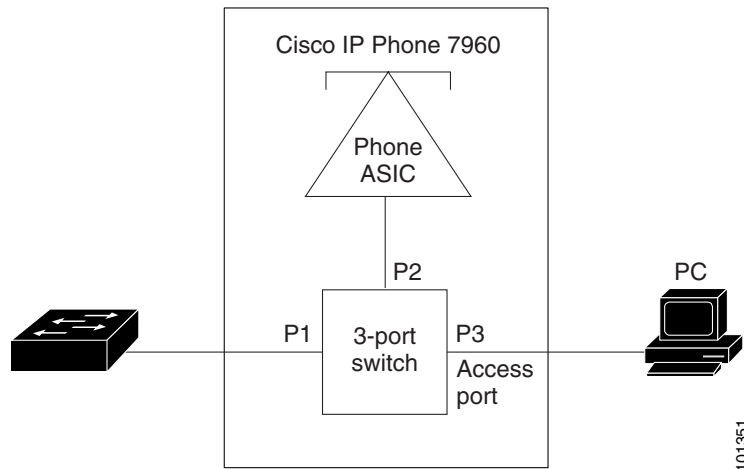 Cisco IP Phone 7960
Phone
ASIC
P2
PC
P1
3-port
switch
P3
Access
port
101351